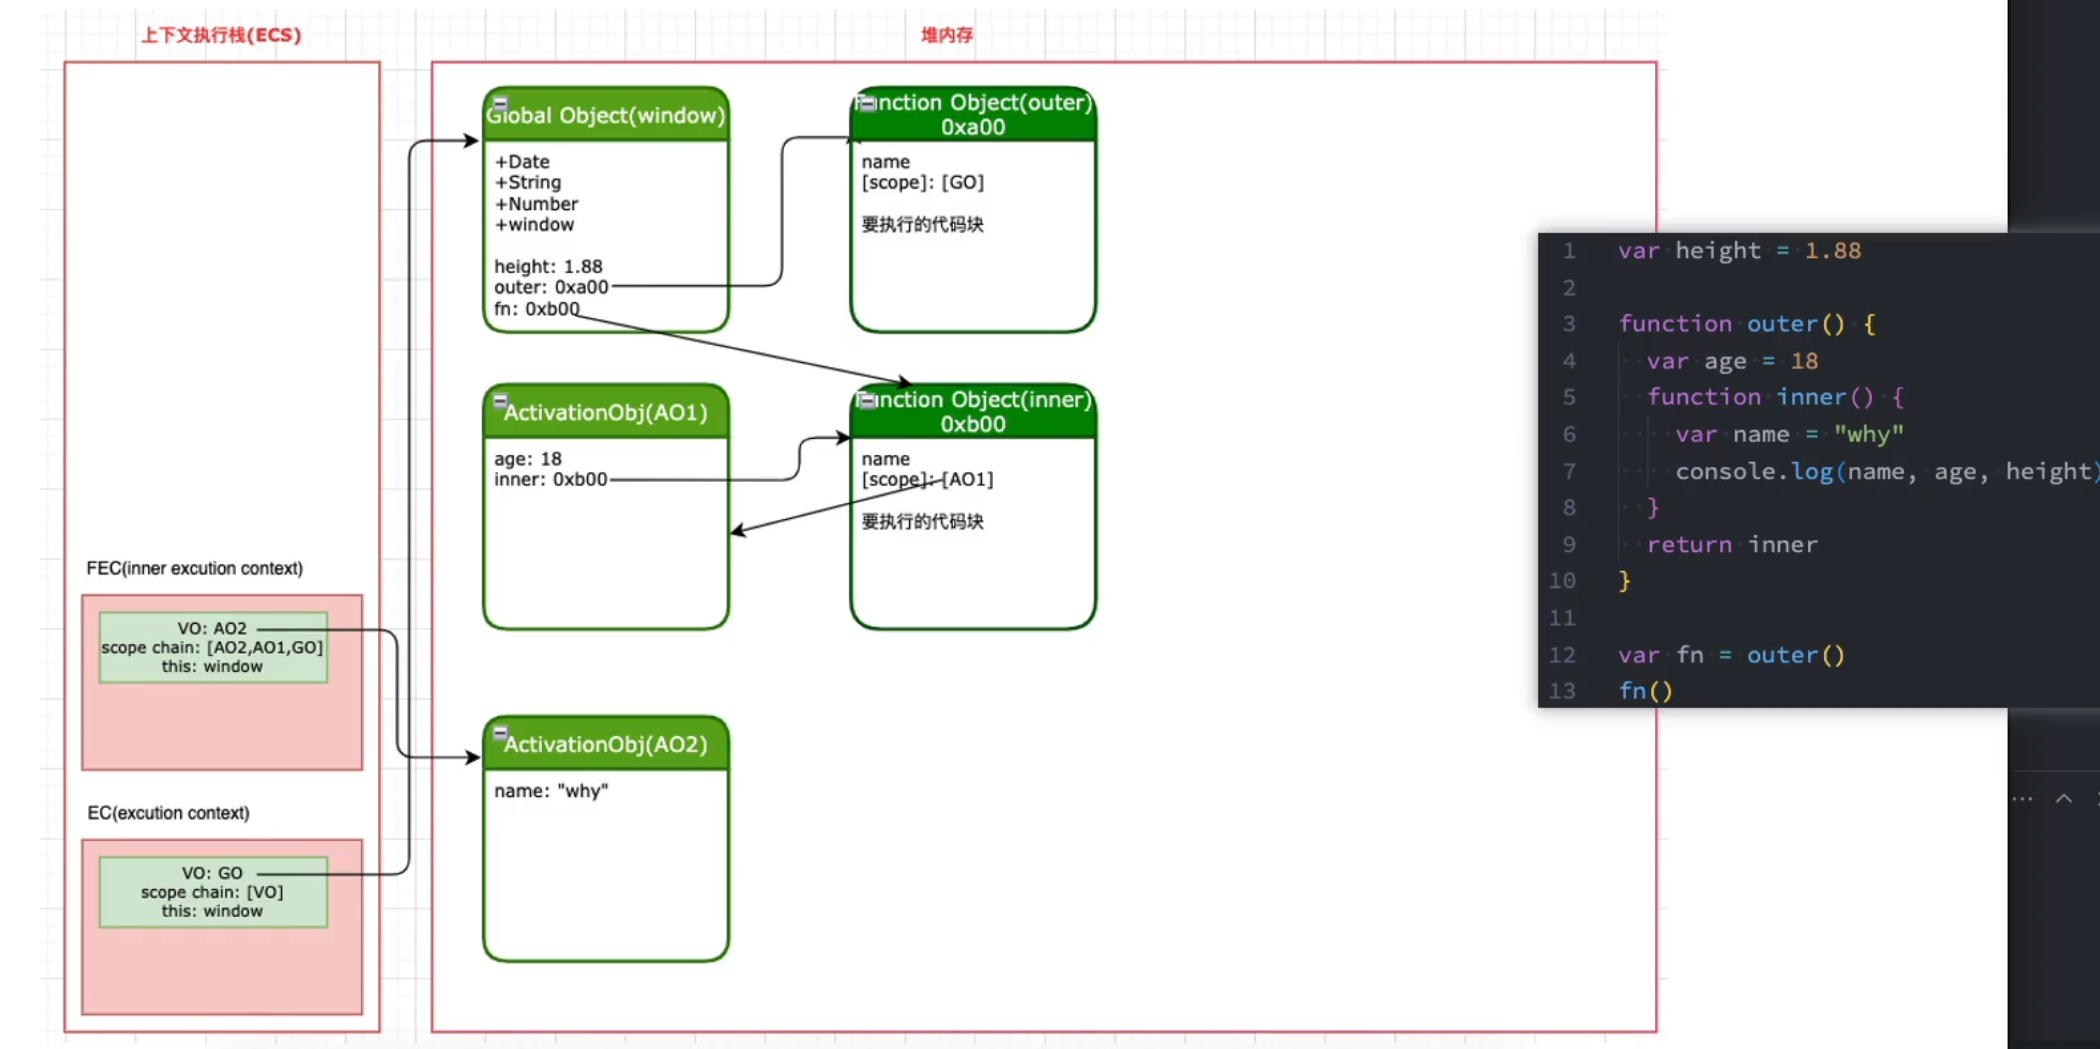 上下文执行栈(ECS)
堆内存
Global Object(window)
+Date
+String
+Number
+window
height: 1.88
outer: 0xa00
fn: 0xb00
Function Object(outer)
0xa00
name
[scope]: [GO]
要执行的代码块
ActivationObj(AO1)
age: 18
inner: 0xb00
Function Object(inner)
0xb00
name
[scope]: [AO1]
要执行的代码块
FEC(inner excution context)
VO: AO2
scope chain: [AO2,AO1,GO]
this: window
ActivationObj(AO2)
name: "why"
EC(excution context)
VO: GO
scope chain: [VO]
this: window
1 var height = 1.88
2
3 function outer() {
4 var age = 18
5 function inner() {
6 var name = "why"
7 console.log(name, age, height)
8 }
9 return inner
10 }
11
12 var fn = outer()
13 fn()